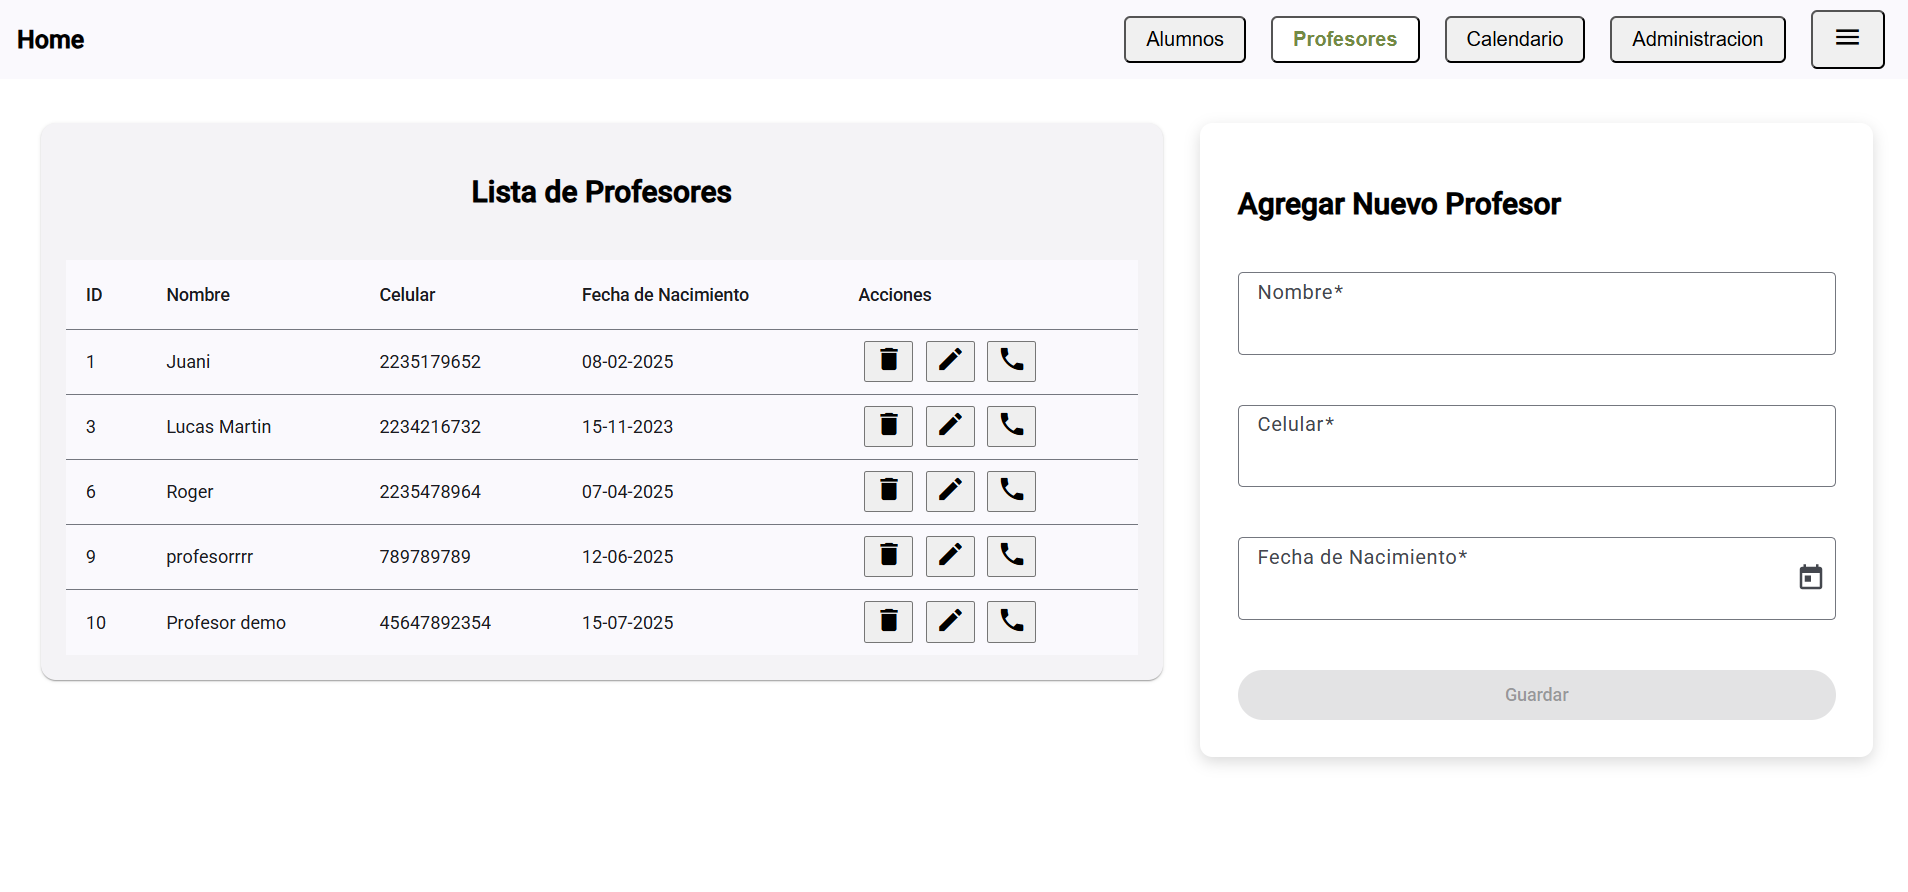 Home Alumnos Profesores Calendario Administracion
Lista de Profesores
ID Nombre Celular Fecha de Nacimiento Acciones
1 Juani 2235179652 08-02-2025
3 Lucas Martin 2234216732 15-11-2023
6 Roger 2235478964 07-04-2025
9 profesorrrr 789789789 12-06-2025
10 Profesor demo 45647892354 15-07-2025
Agregar Nuevo Profesor
Nombre*
Celular*
Fecha de Nacimiento*
Guardar